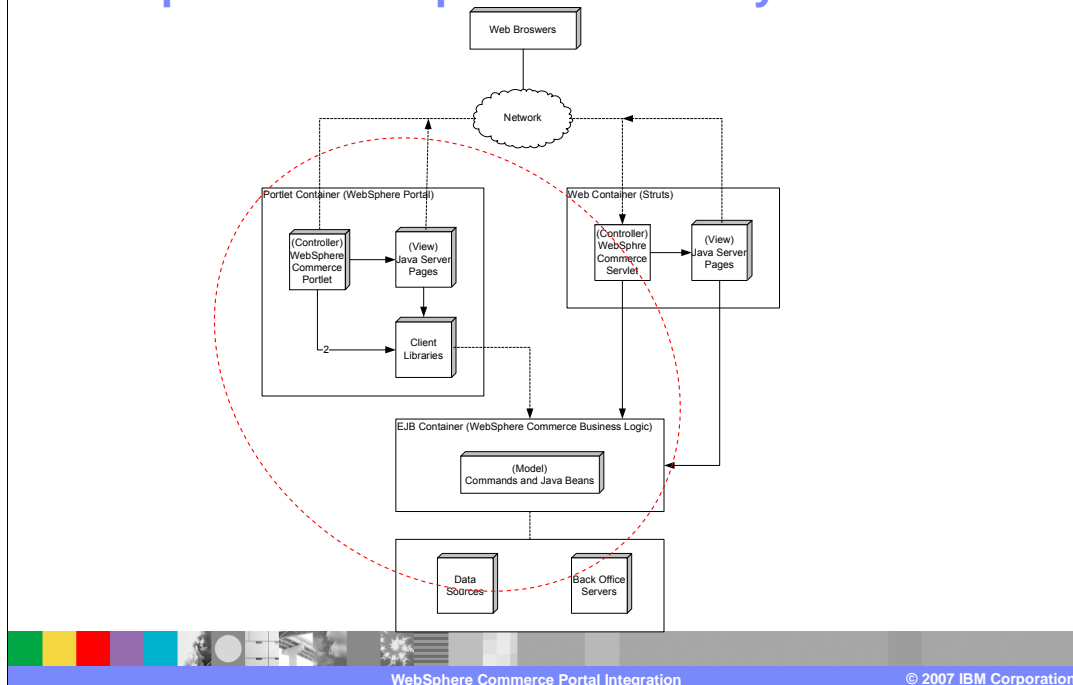 Web Broswers
Network
Portlet Container (WebSphere Portal)
(Controller)
WebSphere
Commerce
Portlet
(View)
Java Server
Pages
2
Client
Libraries
Web Container (Struts)
(Controller)
WebSphre
Commerce
Servlet
(View)
Java Server
Pages
EJB Container (WebSphere Commerce Business Logic)
(Model)
Commands and Java Beans
Data
Sources
Back Office
Servers
WebSphere Commerce Portal Integration
© 2007 IBM Corporation